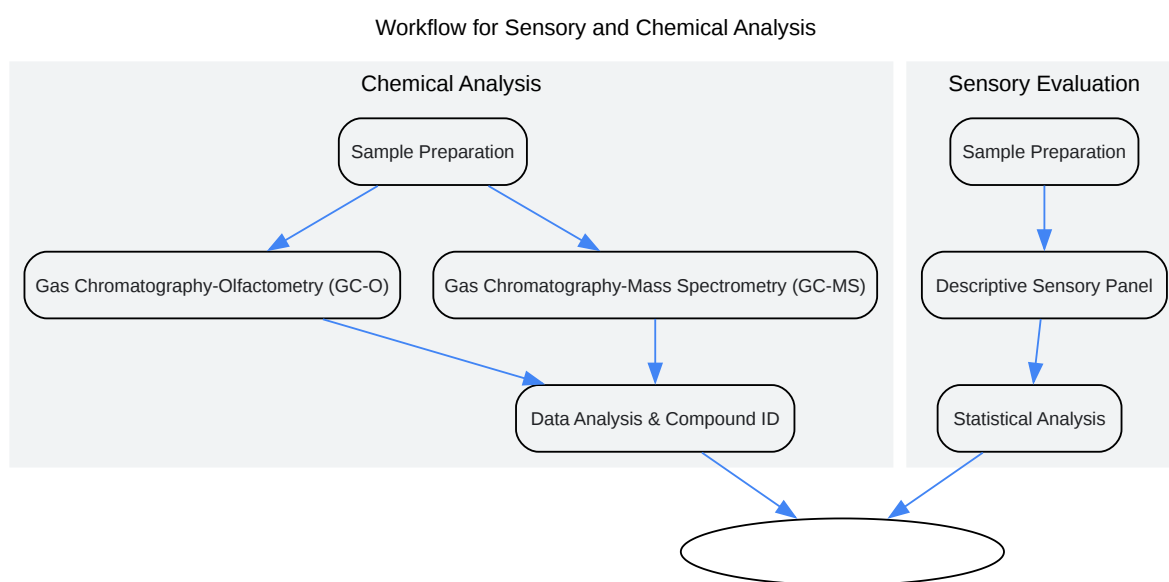 Workflow for Sensory and Chemical Analysis
Chemical Analysis
Sample Preparation
Gas Chromatography-Olfactometry (GC-O)
Gas Chromatography-Mass Spectrometry (GC-MS)
Data Analysis & Compound ID
Sensory Evaluation
Sample Preparation
Descriptive Sensory Panel
Statistical Analysis